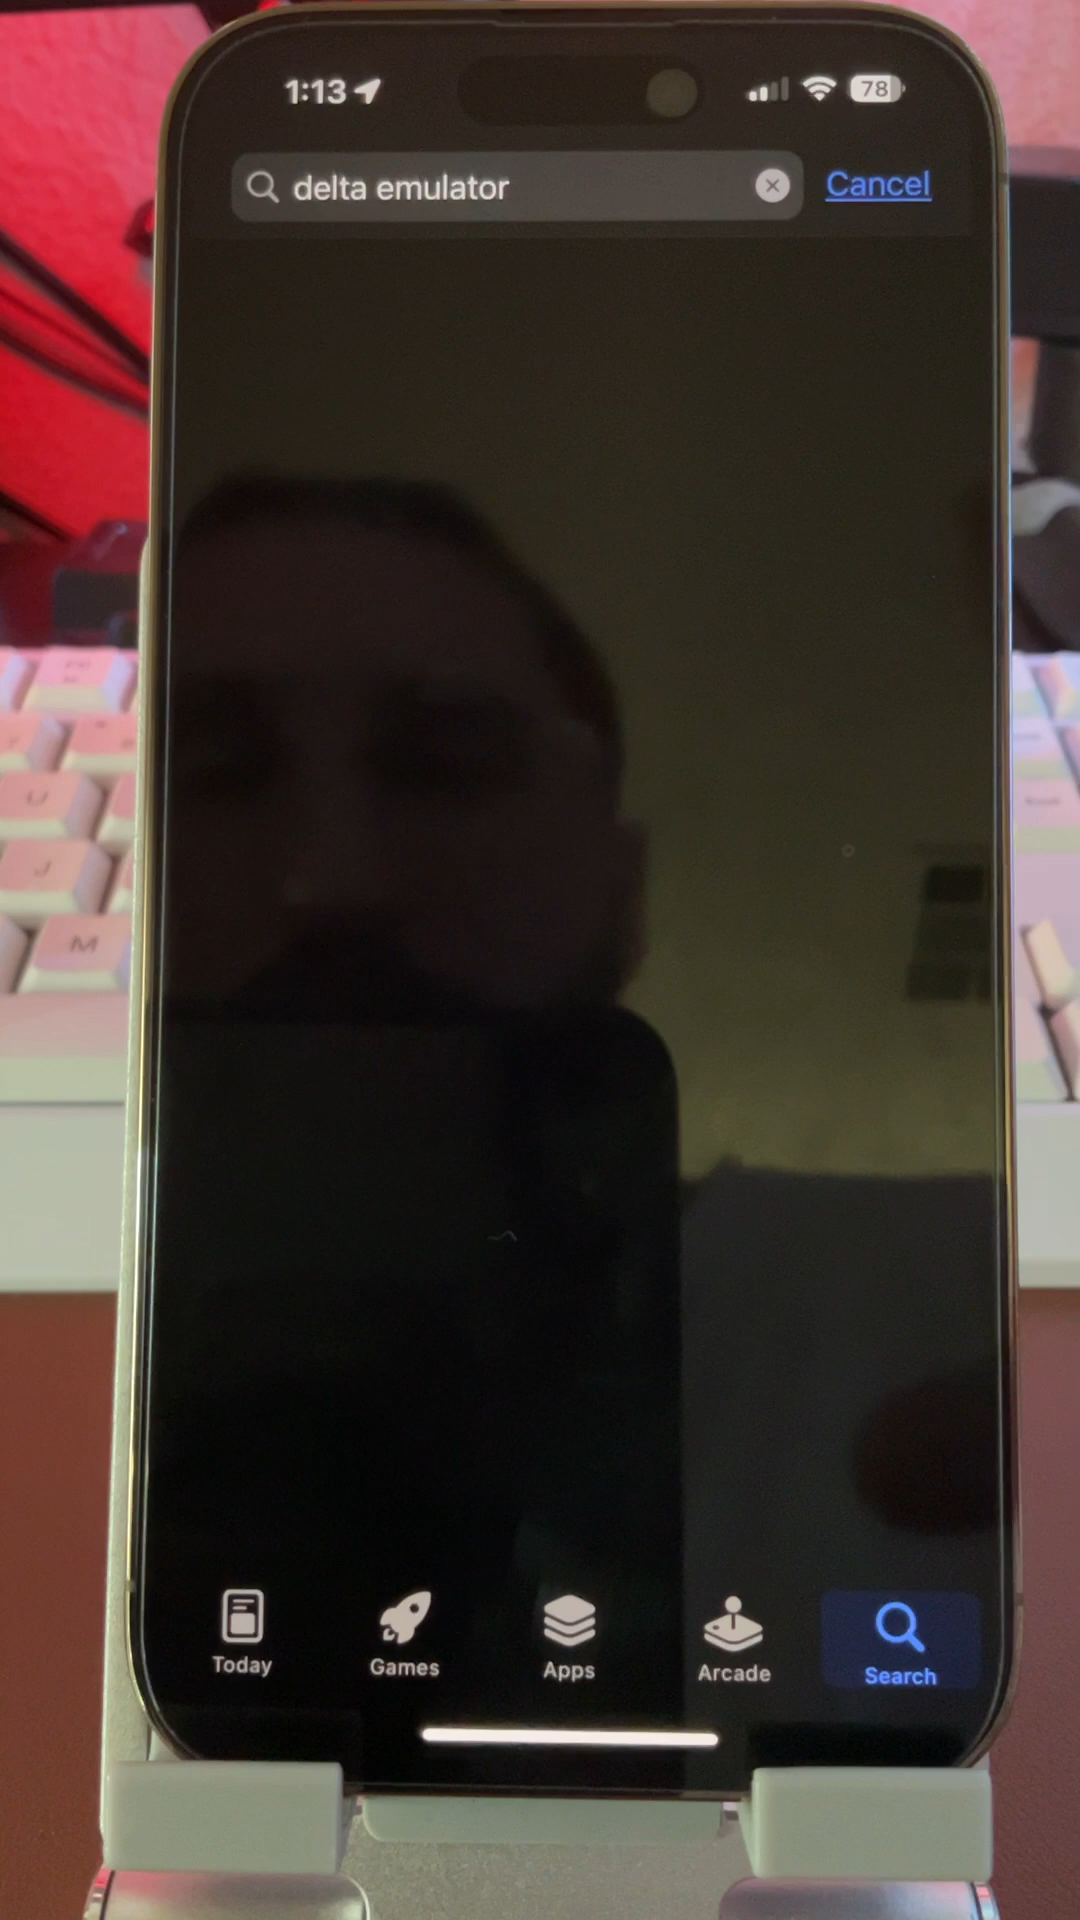 1:13 78
delta emulator Cancel
U
J
M
Today Games Apps Arcade Search